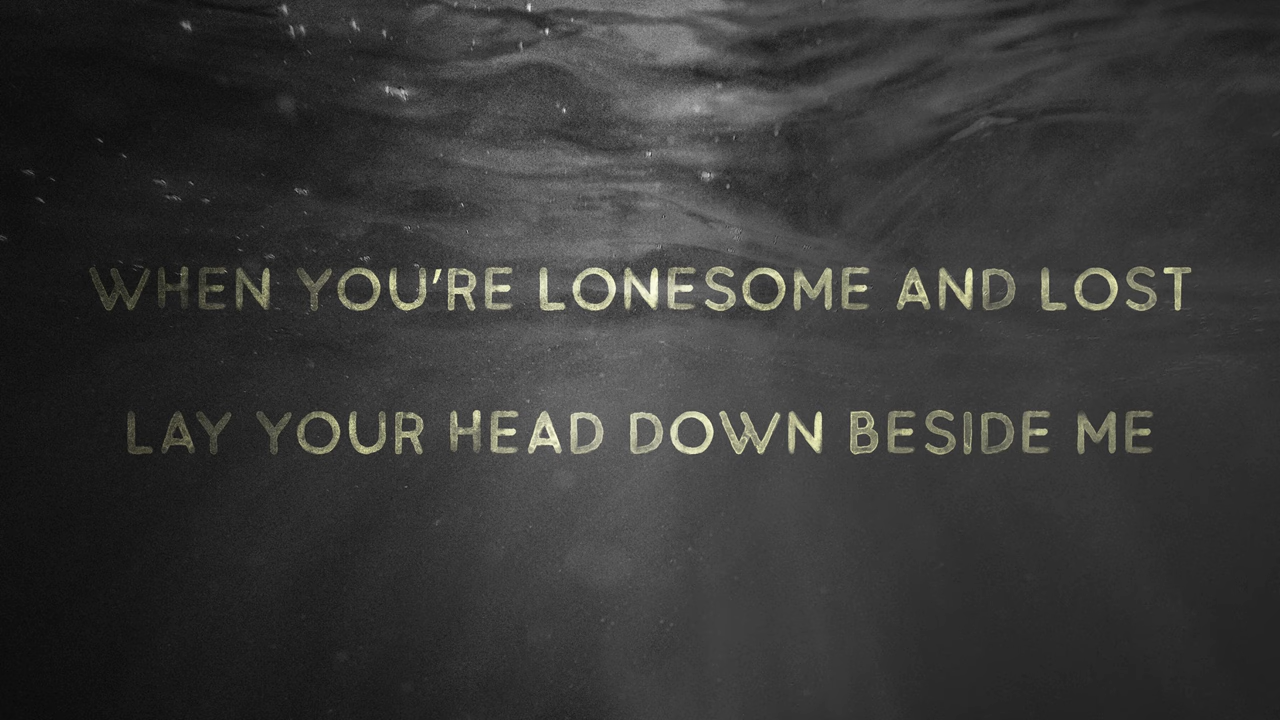 WHEN YOU'RE LONESOME AND LOST
LAY YOUR HEAD DOWN BESIDE ME